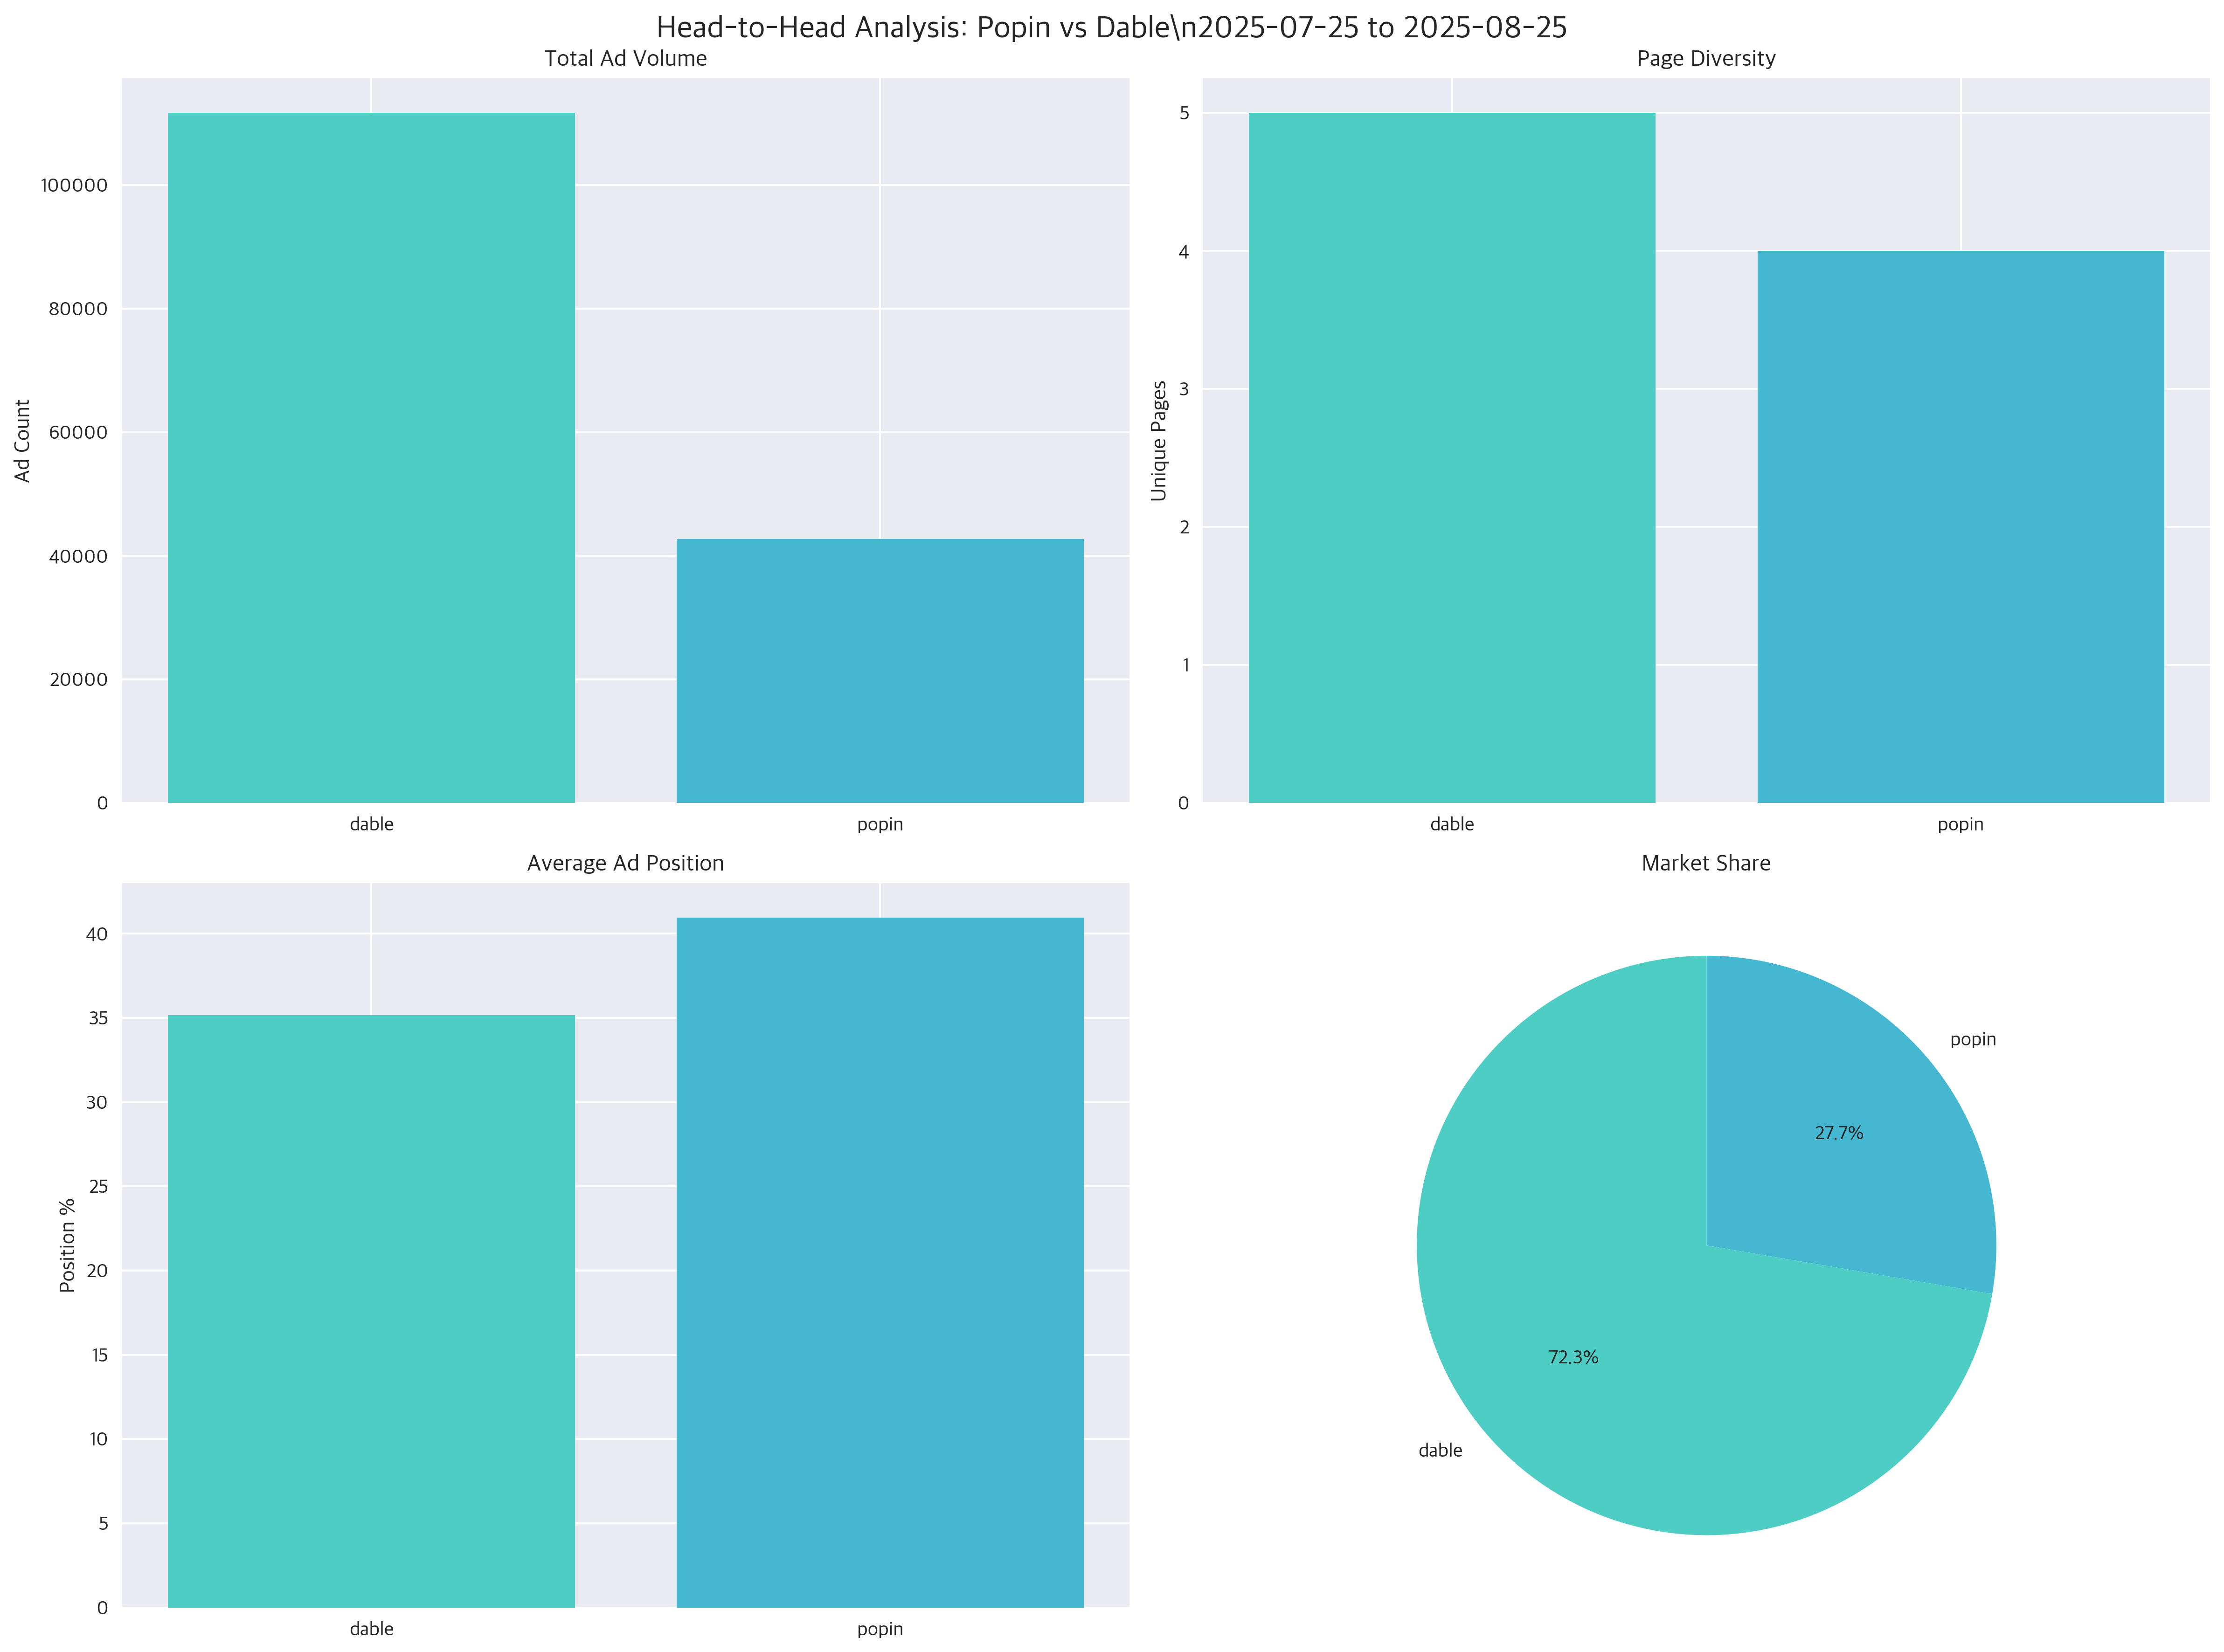 Head-to-Head Analysis: Popin vs Dable\n2025-07-25 to 2025-08-25
Total Ad Volume
Ad Count
100000
80000
60000
40000
20000
0
dable
popin
Page Diversity
Unique Pages
5
4
3
2
1
0
dable
popin
Average Ad Position
Position %
40
35
30
25
20
15
10
5
0
dable
popin
Market Share
popin
27.7%
72.3%
dable